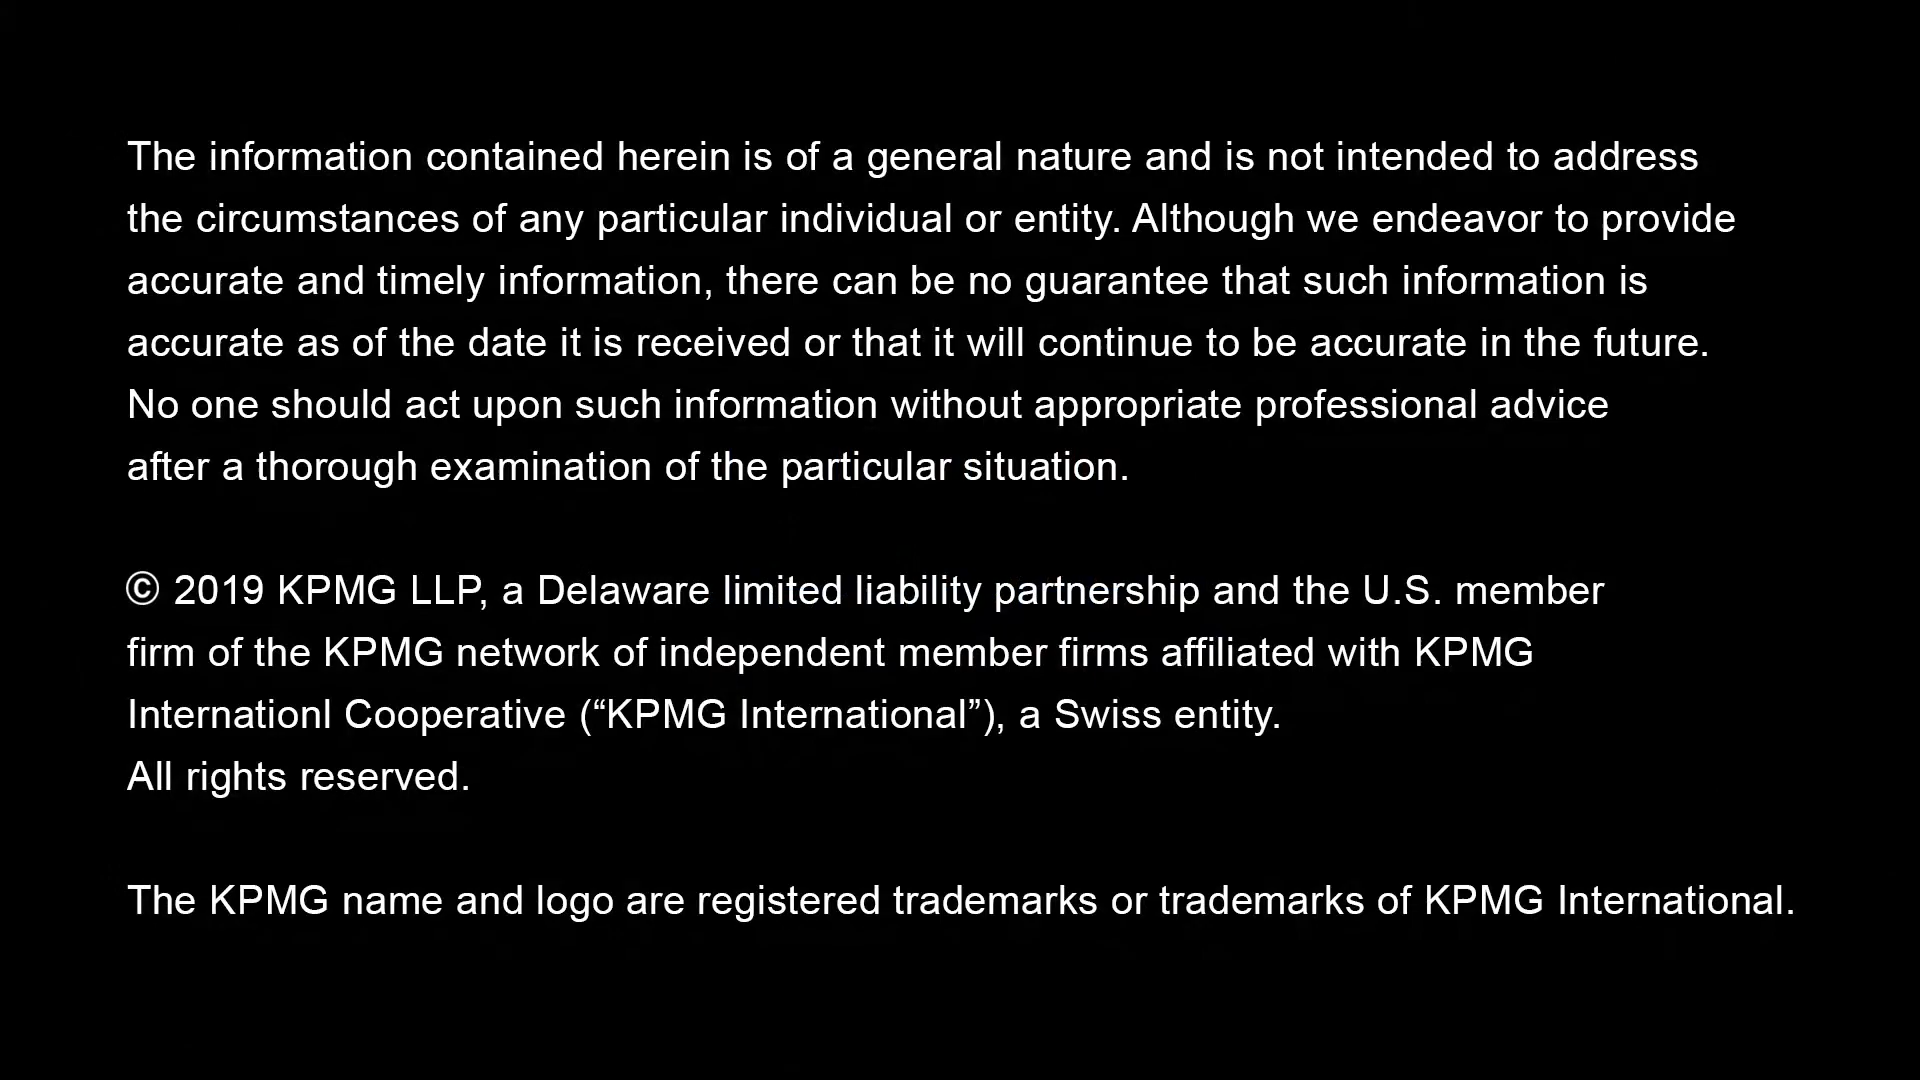 The information contained herein is of a general nature and is not intended to address
the circumstances of any particular individual or entity. Although we endeavor to provide
accurate and timely information, there can be no guarantee that such information is
accurate as of the date it is received or that it will continue to be accurate in the future.
No one should act upon such information without appropriate professional advice
after a thorough examination of the particular situation.
© 2019 KPMG LLP, a Delaware limited liability partnership and the U.S. member
firm of the KPMG network of independent member firms affiliated with KPMG
Internationl Cooperative (“KPMG International”), a Swiss entity.
All rights reserved.
The KPMG name and logo are registered trademarks or trademarks of KPMG International.